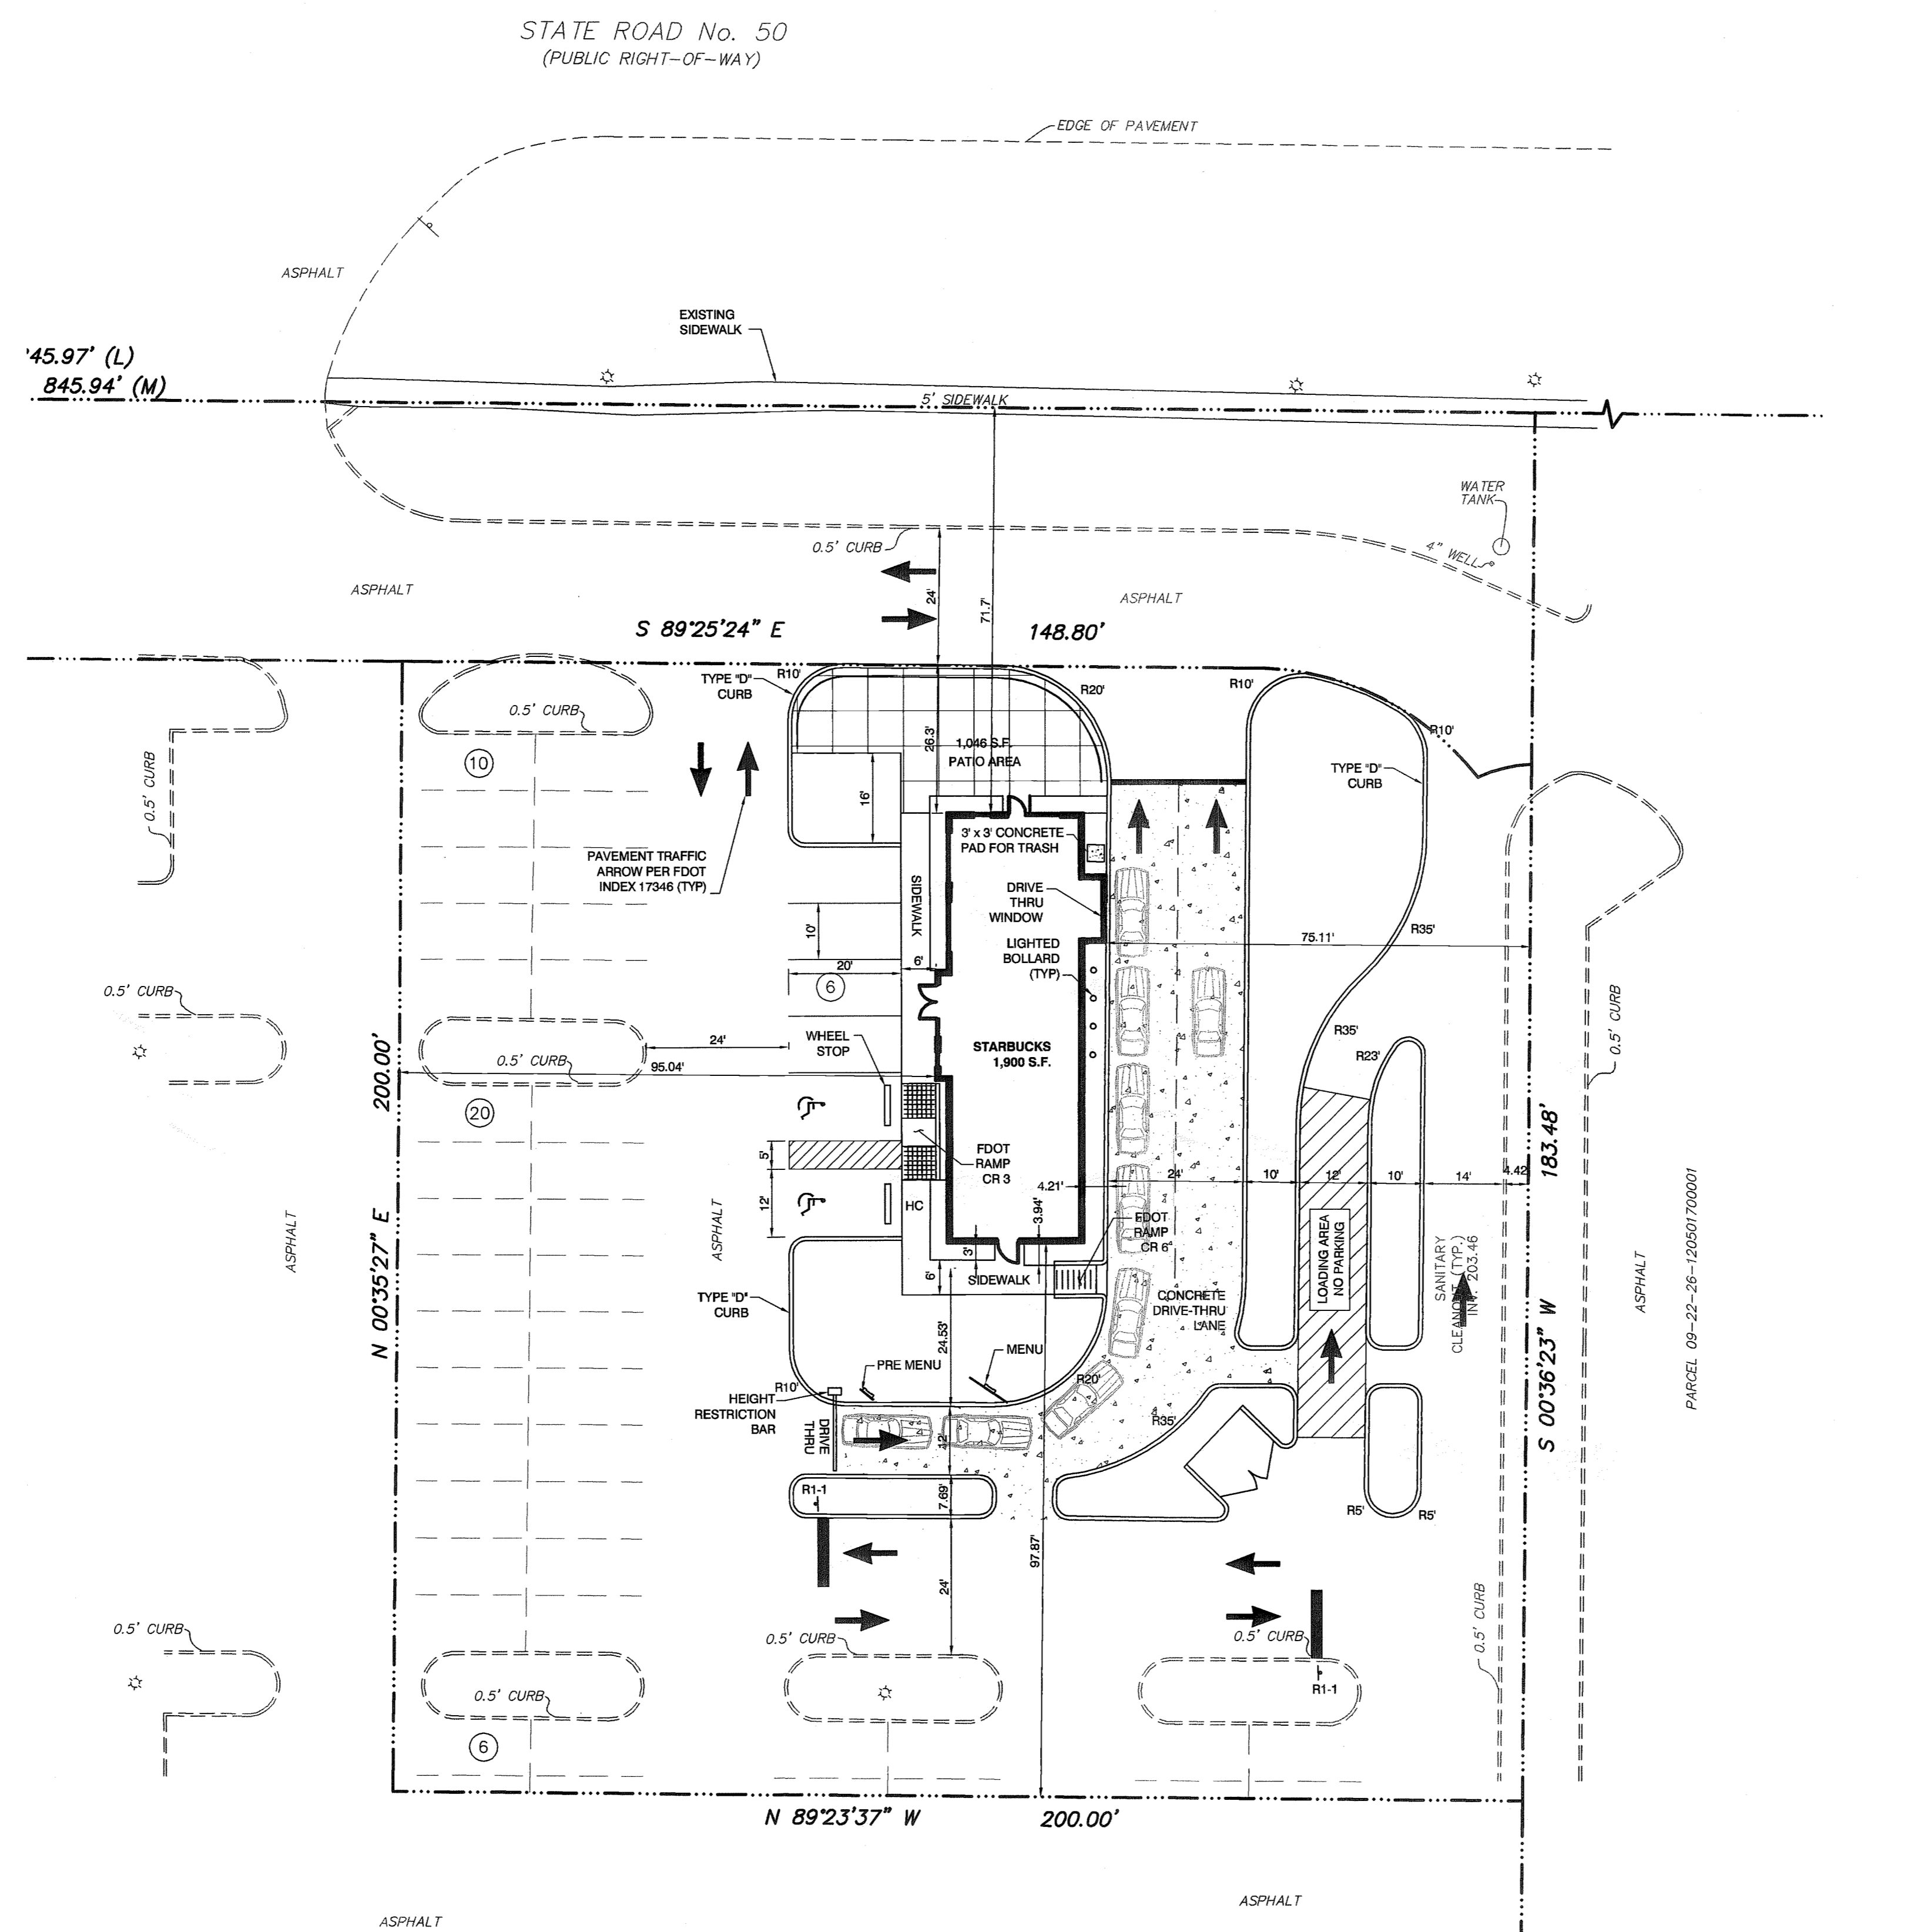 STATE ROAD No. 50
(PUBLIC RIGHT-OF-WAY)
EDGE OF PAVEMENT
ASPHALT
EXISTING
SIDEWALK
'45.97' (L)
845.94' (M)
5' SIDEWALK
WATER
TANK
0.5' CURB
4" WELL
ASPHALT
24'
71.7'
ASPHALT
S 89°25'24" E
148.80'
TYPE "D"
CURB
R10'
R20'
R10'
R10'
0.5' CURB
0.5' CURB
10
26.3'
1,046 S.F.
PATIO AREA
TYPE "D"
CURB
16'
PAVEMENT TRAFFIC
ARROW PER FDOT
INDEX 17346 (TYP)
3' x 3' CONCRETE
PAD FOR TRASH
SIDEWALK
DRIVE
THRU
WINDOW
LIGHTED
BOLLARD
(TYP)
10'
20'
6'
6
75.11'
R35'
0.5' CURB
0.5' CURB
WHEEL
STOP
24'
0.5' CURB
95.04'
STARBUCKS
1,900 S.F.
R35'
R23'
200.00'
N 00°35'27" E
20
5'
12'
FDOT
RAMP
CR 3
HC
4.21'
3.94'
24'
10'
12'
10'
14'
4.42
183.48'
S 00°36'23" W
PARCEL 09-22-26-120501700001
ASPHALT
ASPHALT
ASPHALT
FDOT
RAMP
CR 6
3'
6'
SIDEWALK
LOADING AREA
NO PARKING
SANITARY
CLEANOUT (TYP.)
INV. 203.46
TYPE "D"
CURB
CONCRETE
DRIVE-THRU
LANE
24.53'
PRE MENU
MENU
R10'
HEIGHT
RESTRICTION
BAR
DRIVE
THRU
R20'
R35'
12'
R1-1
7.69'
R5'
R5'
97.87'
24'
0.5' CURB
0.5' CURB
0.5' CURB
0.5' CURB
R1-1
0.5' CURB
6
N 89°23'37" W
200.00'
ASPHALT
ASPHALT